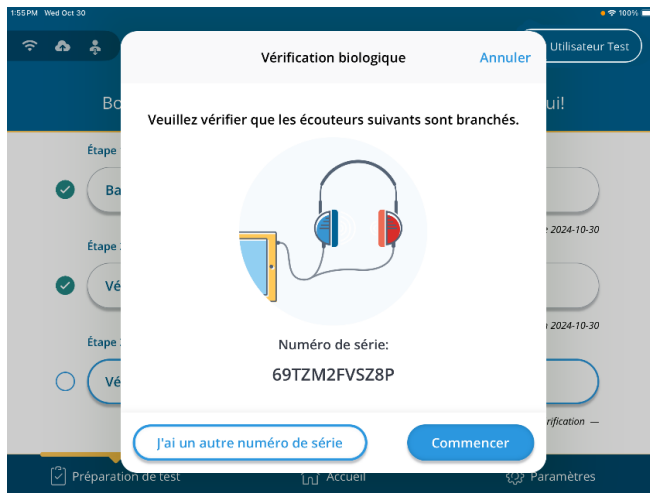 1:55 PM Wed Oct 30
100%
Vérification biologique
Annuler
Utilisateur Test
Bo
ui!
Veuillez vérifier que les écouteurs suivants sont branchés.
Étape
Ba
2024-10-30
Étape
Vé
2024-10-30
Étape
Numéro de série:
69TZM2FVSZ8P
Vé
rification —
J'ai un autre numéro de série
Commencer
Préparation de test
Accueil
Paramètres